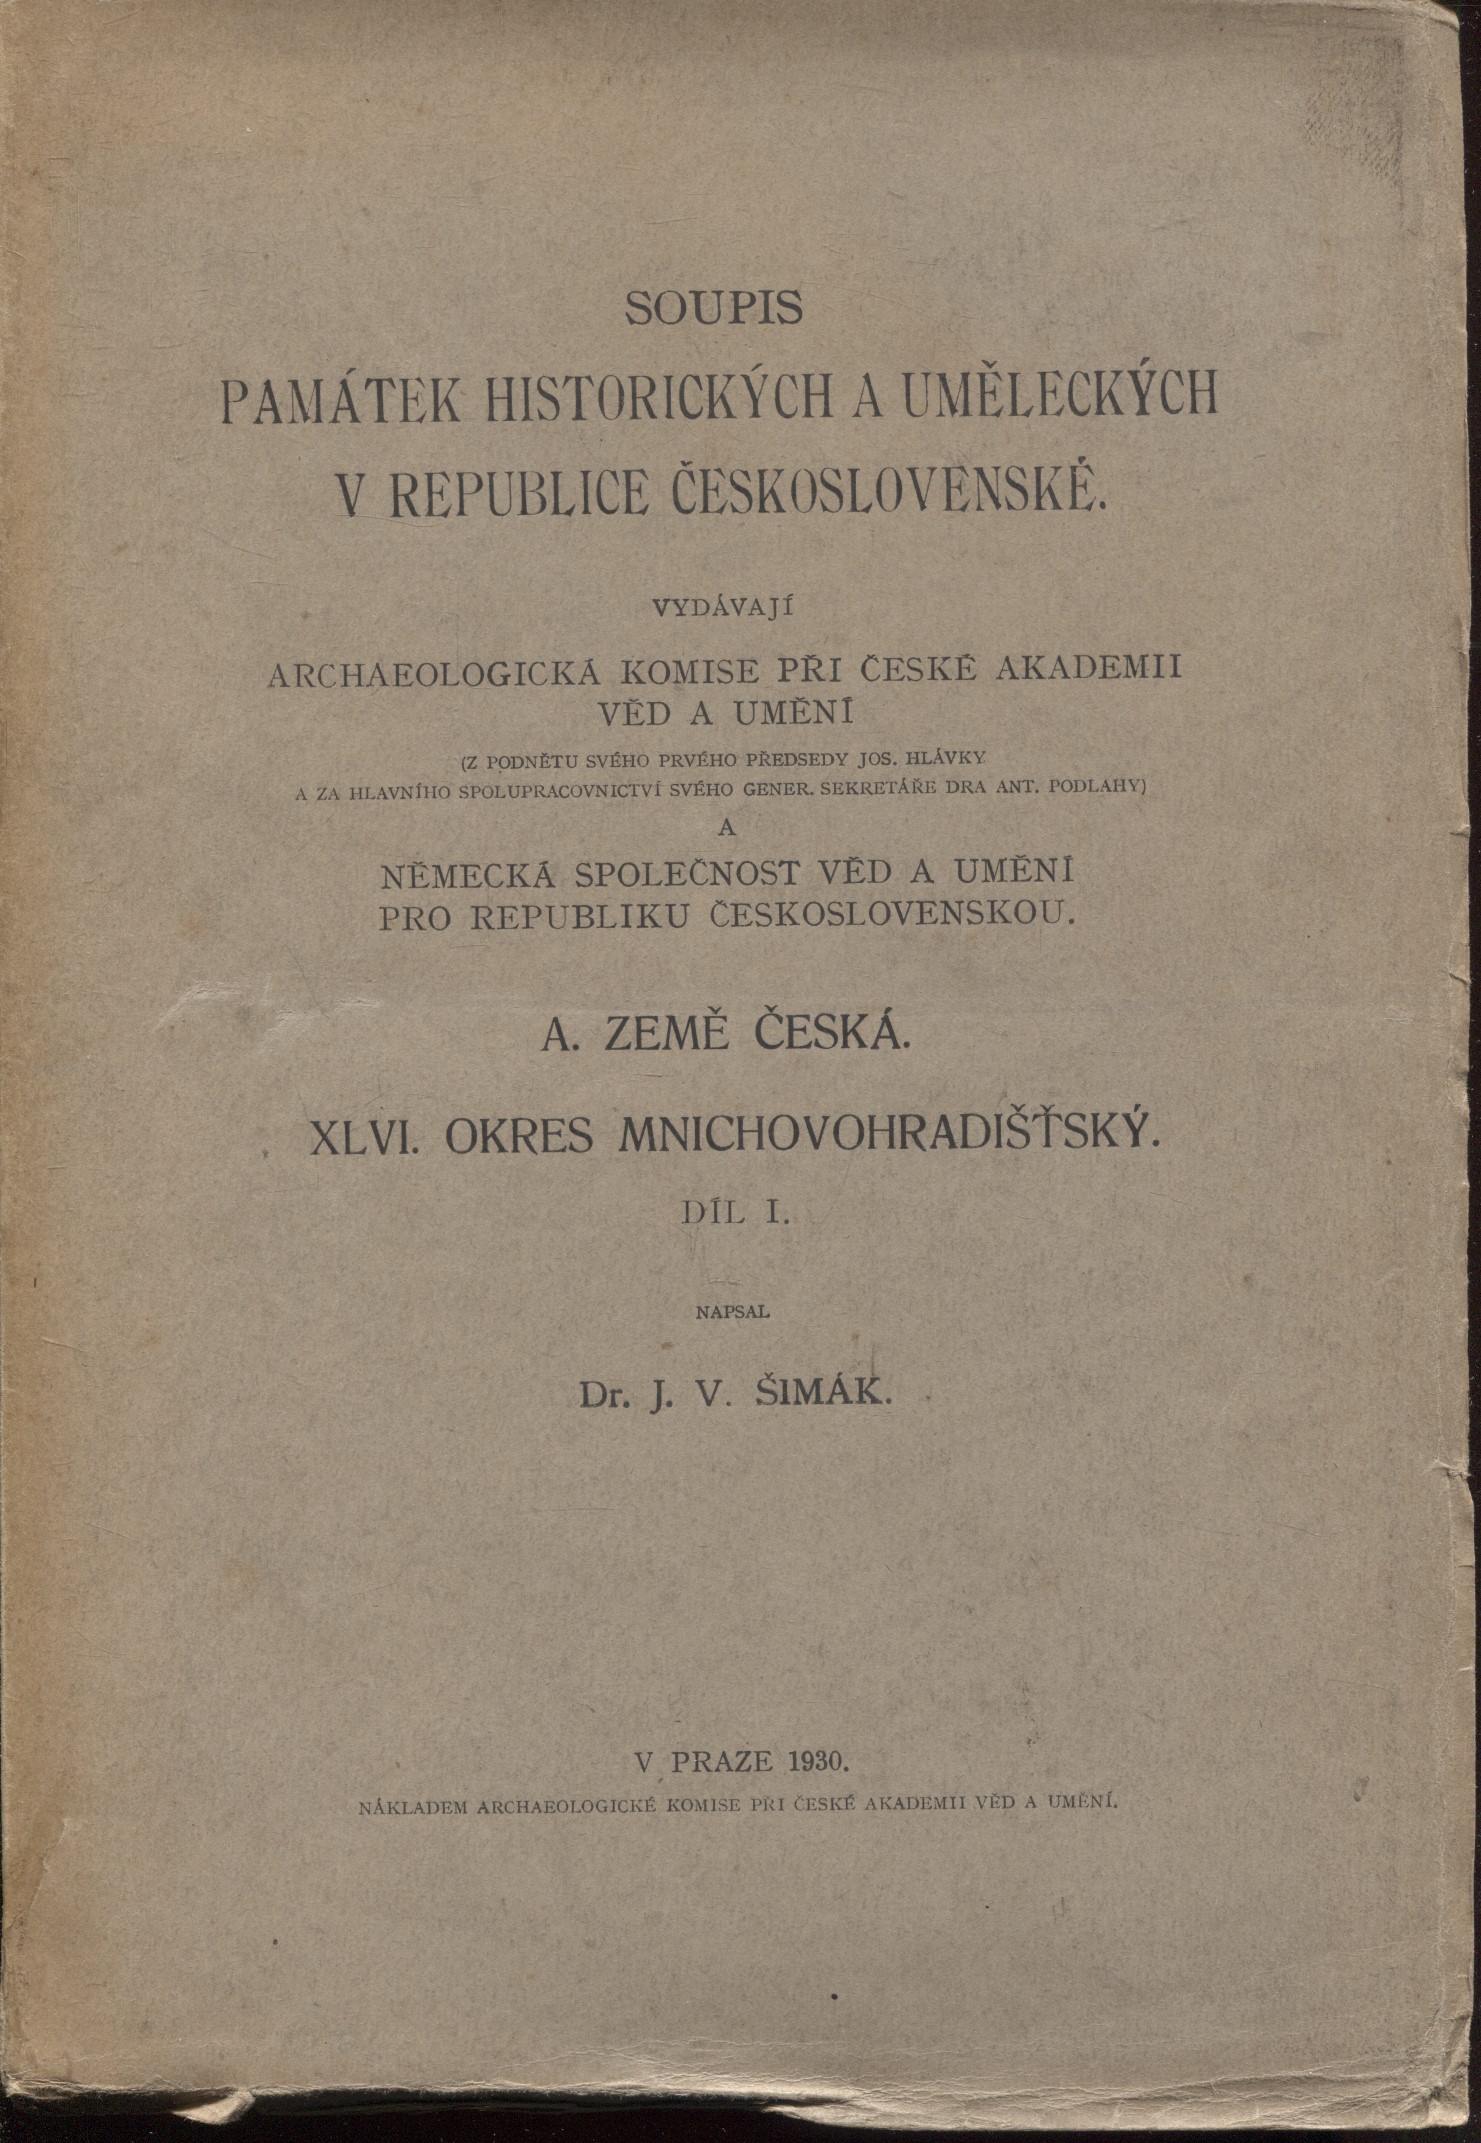 SOUPIS
PAMÁTEK HISTORICKÝCH A UMĚLECKÝCH
V REPUBLICE ČESKOSLOVENSKÉ.
VYDÁVAJÍ
ARCHAEOLOGICKÁ KOMISE PŘI ČESKÉ AKADEMII
VĚD A UMĚNÍ
(Z PODNĚTU SVÉHO PRVÉHO PŘEDSEDY JOS. HLÁVKY
A ZA HLAVNÍHO SPOLUPRACOVNICTVÍ SVÉHO GENER. SEKRETÁŘE DRA ANT. PODLAHY)
A
NĚMECKÁ SPOLEČNOST VĚD A UMĚNÍ
PRO REPUBLIKU ČESKOSLOVENSKOU.
A. ZEMĚ ČESKÁ.
XLVI. OKRES MNICHOVOHRADIŠŤSKÝ.
DÍL I.
NAPSAL
Dr. J. V. ŠIMÁK.
V PRAZE 1930.
NÁKLADEM ARCHAEOLOGICKÉ KOMISE PŘI ČESKÉ AKADEMII VĚD A UMĚNÍ.